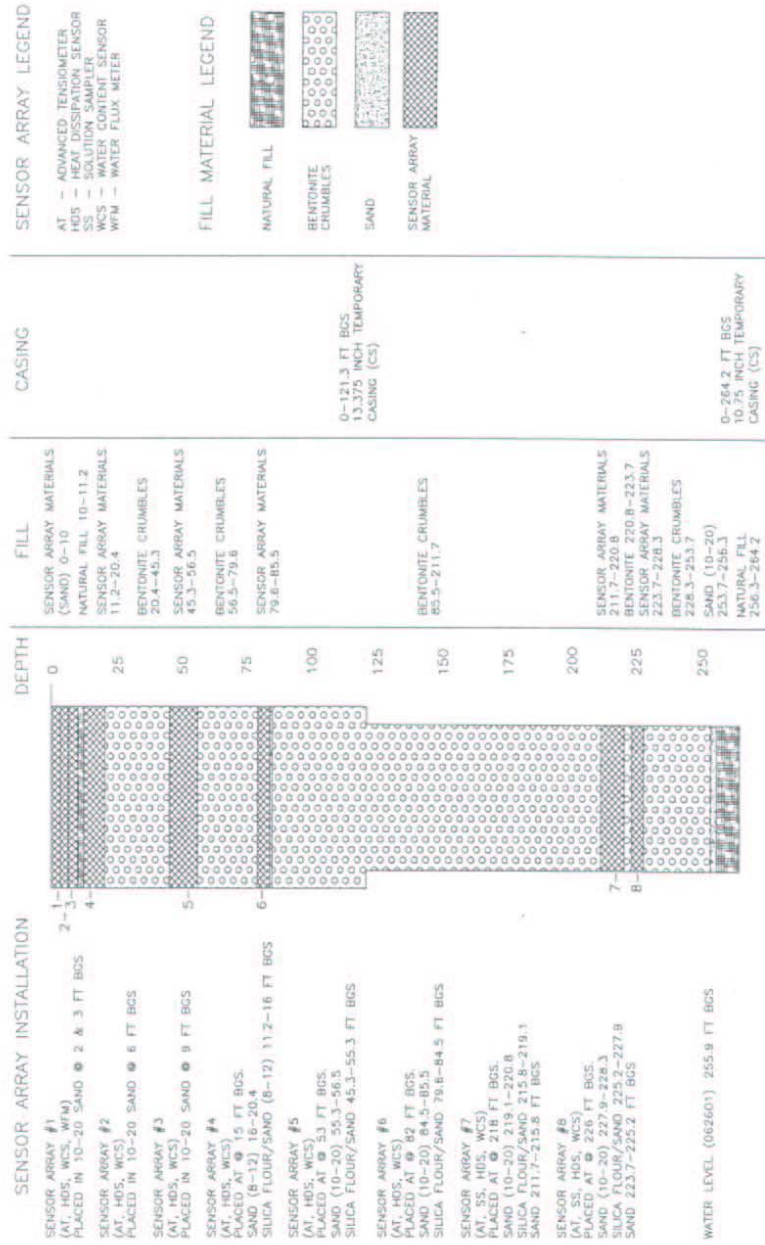 SENSOR ARRAY INSTALLATION
SENSOR ARRAY #1
(AT, HDS, WCS, WFM)
PLACED IN 10-20 SAND @ 2 & 3 FT BGS
SENSOR ARRAY #2
(AT, HDS, WCS)
PLACED IN 10-20 SAND @ 6 FT BGS
SENSOR ARRAY #3
(AT, HDS, WCS)
PLACED IN 10-20 SAND @ 9 FT BGS
SENSOR ARRAY #4
(AT, HDS, WCS)
PLACED AT @ 15 FT BGS.
SAND (8-12) 16-20.4
SILICA FLOUR/SAND (8-12) 11.2-16 FT BGS
SENSOR ARRAY #5
(AT, HDS, WCS)
PLACED AT @ 53 FT BGS.
SAND (10-20) 55.3-56.5
SILICA FLOUR/SAND 45.3-55.3 FT BGS
SENSOR ARRAY #6
(AT, HDS, WCS)
PLACED AT @ 82 FT BGS.
SAND (10-20) 84.5-85.5
SILICA FLOUR/SAND 79.6-84.5 FT BGS
SENSOR ARRAY #7
(AT, SS, HDS, WCS)
PLACED AT @ 218 FT BGS.
SAND (10-20) 219.1-220.8
SILICA FLOUR/SAND 215.8-219.1
SAND 211.7-215.8 FT BGS
SENSOR ARRAY #8
(AT, SS, HDS, WCS)
PLACED AT @ 226 FT BGS.
SAND (10-20) 227.9-228.3
SILICA FLOUR/SAND 225.2-227.9
SAND 223.7-225.2 FT BGS
WATER LEVEL (062601) 255.9 FT BGS
1-
2-
3-
4-
5-
6-
7-
8-
DEPTH
0
25
50
75
100
125
150
175
200
225
250
FILL
SENSOR ARRAY MATERIALS
(SAND) 0-10
NATURAL FILL 10-11.2
SENSOR ARRAY MATERIALS
11.2-20.4
BENTONITE CRUMBLES
20.4-45.3
SENSOR ARRAY MATERIALS
45.3-56.5
BENTONITE CRUMBLES
56.5-79.6
SENSOR ARRAY MATERIALS
79.6-85.5
BENTONITE CRUMBLES
85.5-211.7
SENSOR ARRAY MATERIALS
211.7-220.8
BENTONITE 220.8-223.7
SENSOR ARRAY MATERIALS
223.7-228.3
BENTONITE CRUMBLES
228.3-253.7
SAND (10-20)
253.7-256.3
NATURAL FILL
256.3-264.2
CASING
0-121.3 FT BGS
13.375 INCH TEMPORARY
CASING (CS)
0-264.2 FT BGS
10.75 INCH TEMPORARY
CASING (CS)
SENSOR ARRAY LEGEND
AT - ADVANCED TENSIOMETER
HDS - HEAT DISSIPATION SENSOR
SS - SOLUTION SAMPLER
WCS - WATER CONTENT SENSOR
WFM - WATER FLUX METER
FILL MATERIAL LEGEND
NATURAL FILL
BENTONITE
CRUMBLES
SAND
SENSOR ARRAY
MATERIAL